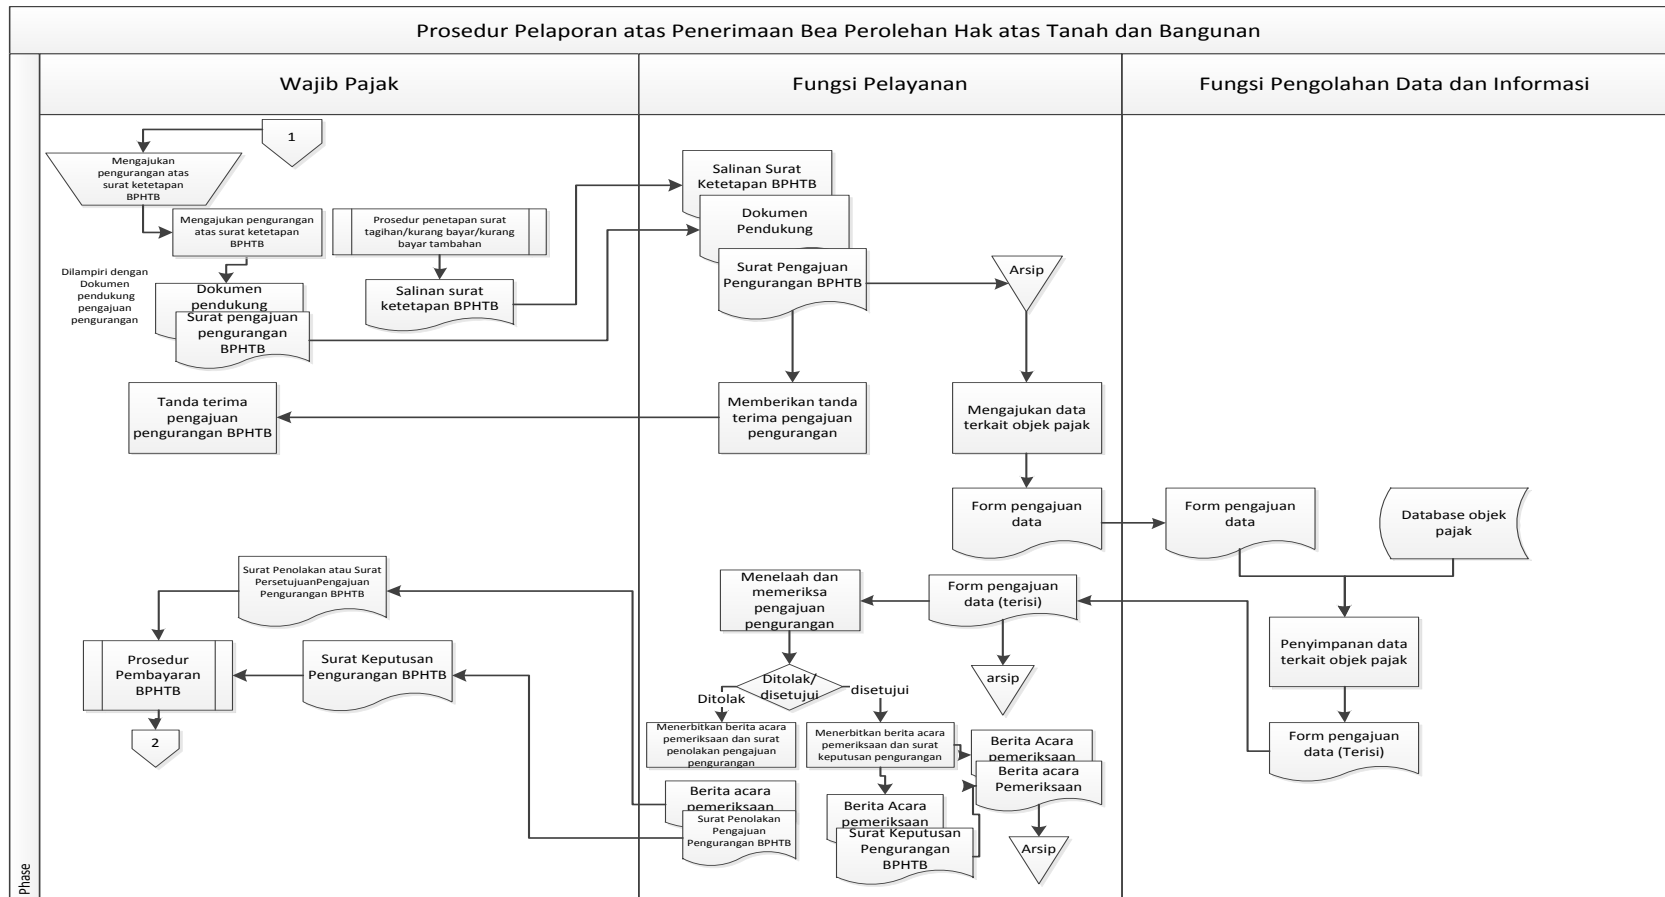 Prosedur Pelaporan atas Penerimaan Bea Perolehan Hak atas Tanah dan Bangunan
Wajib Pajak
Fungsi Pelayanan
Fungsi Pengolahan Data dan Informasi
1
Mengajukan
pengurangan atas
surat ketetapan
BPHTB
Mengajukan pengurangan
atas surat ketetapan
BPHTB
Prosedur penetapan surat
tagihan/kurang bayar/kurang
bayar tambahan
Dilampiri dengan
Dokumen
pendukung
pengajuan
pengurangan
Dokumen
pendukung
Surat pengajuan
pengurangan
BPHTB
Salinan surat
ketetapan BPHTB
Tanda terima
pengajuan
pengurangan BPHTB
Surat Penolakan atau Surat
PersetujuanPengajuan
Pengurangan BPHTB
Prosedur
Pembayaran
BPHTB
Surat Keputusan
Pengurangan BPHTB
2
Salinan Surat
Ketetapan BPHTB
Dokumen
Pendukung
Surat Pengajuan
Pengurangan BPHTB
Arsip
Memberikan tanda
terima pengajuan
pengurangan
Mengajukan data
terkait objek pajak
Form pengajuan
data
Menelaah dan
memeriksa
pengajuan
pengurangan
Form pengajuan
data (terisi)
arsip
Ditolak/
disetujui
Ditolak
disetujui
Menerbitkan berita acara
pemeriksaan dan surat
penolakan pengajuan
pengurangan
Menerbitkan berita acara
pemeriksaan dan surat
keputusan pengurangan
Berita Acara
pemeriksaan
Berita acara
Pemeriksaan
Berita acara
pemeriksaan
Surat Penolakan
Pengajuan
Pengurangan BPHTB
Berita Acara
pemeriksaan
Surat Keputusan
Pengurangan
BPHTB
Arsip
Form pengajuan
data
Database objek
pajak
Penyimpanan data
terkait objek pajak
Form pengajuan
data (Terisi)
Phase